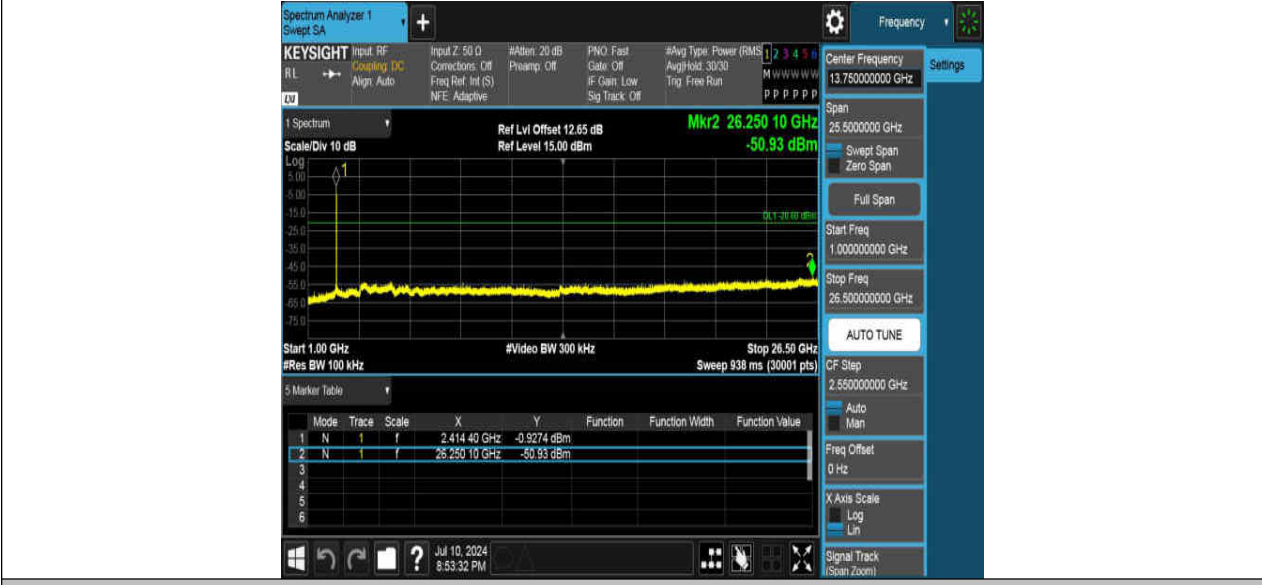 Spectrum Analyzer 1
Swept SA
+
Frequency
KEYSIGHT Input: RF
RL Coupling: DC
Align: Auto
LXI
Input Z: 50 Ω
Corrections: Off
Freq Ref: Int (S)
NFE: Adaptive
#Atten: 20 dB
Preamp: Off
PNO: Fast
Gate: Off
IF Gain: Low
Sig Track: Off
#Avg Type: Power (RMS
Avg|Hold: 30/30
Trig: Free Run
1 2 3 4 5 6
M W W W W W
P P P P P P
1 Spectrum
Scale/Div 10 dB
Ref Lvl Offset 12.65 dB
Ref Level 15.00 dBm
Mkr2 26.250 10 GHz
-50.93 dBm
Log
5.00
-5.00
-15.0
-25.0
-35.0
-45.0
-55.0
-65.0
-75.0
1
DL1 -20.60 dBm
2
Start 1.00 GHz
#Res BW 100 kHz
#Video BW 300 kHz
Stop 26.50 GHz
Sweep 938 ms (30001 pts)
5 Marker Table
Mode Trace Scale X Y Function Function Width Function Value
1 N 1 f 2.414 40 GHz -0.9274 dBm
2 N 1 f 26.250 10 GHz -50.93 dBm
3
4
5
6
?
Jul 10, 2024
8:53:32 PM
Center Frequency
13.750000000 GHz
Settings
Span
25.5000000 GHz
Swept Span
Zero Span
Full Span
Start Freq
1.000000000 GHz
Stop Freq
26.500000000 GHz
AUTO TUNE
CF Step
2.550000000 GHz
Auto
Man
Freq Offset
0 Hz
X Axis Scale
Log
Lin
Signal Track
(Span Zoom)